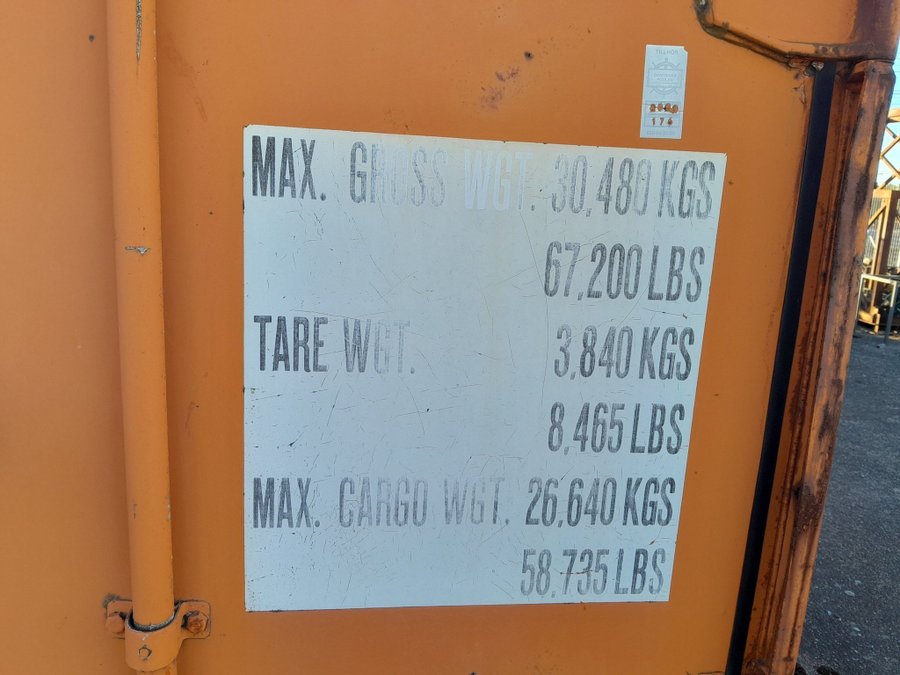 MAX. GROSS WGT. 30,480 KGS
67,200 LBS
TARE WGT. 3,840 KGS
8,465 LBS
MAX. CARGO WGT. 26,640 KGS
58,735 LBS
176